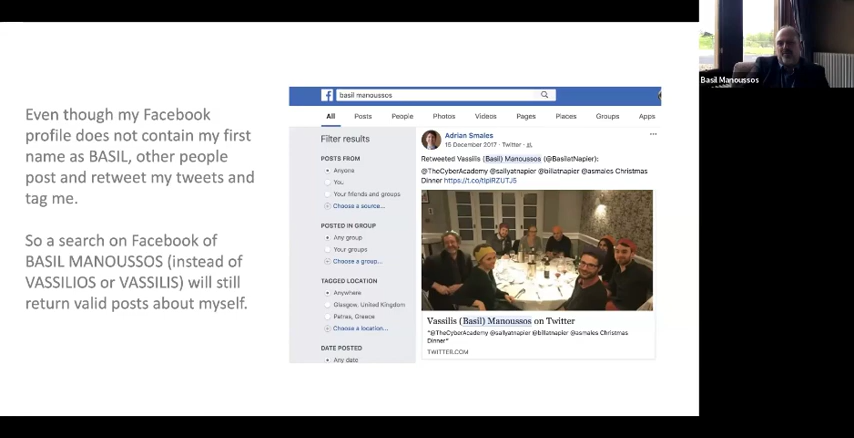 Even though my Facebook
profile does not contain my first
name as BASIL, other people
post and retweet my tweets and
tag me.
So a search on Facebook of
BASIL MANOUSSOS (instead of
VASSILIOS or VASSILIS) will still
return valid posts about myself.
f basil manoussos
All Posts People Photos Videos Pages Places Groups Apps
Filter results
POSTS FROM
Anyone
You
Your friends and groups
Choose a source...
POSTED IN GROUP
Any group
Your groups
Choose a group...
TAGGED LOCATION
Anywhere
Glasgow, United Kingdom
Patras, Greece
Choose a location...
DATE POSTED
Any date
Adrian Smales
15 December 2017 · Twitter ·
Retweeted Vassilis (Basil) Manoussos (@BasilatNapier):
@TheCyberAcademy @sallyatnapier @billatnapier @asmales Christmas
Dinner
Vassilis (Basil) Manoussos on Twitter
"@TheCyberAcademy @sallyatnapier @billatnapier @asmales Christmas
Dinner"
TWITTER.COM
Basil Manoussos